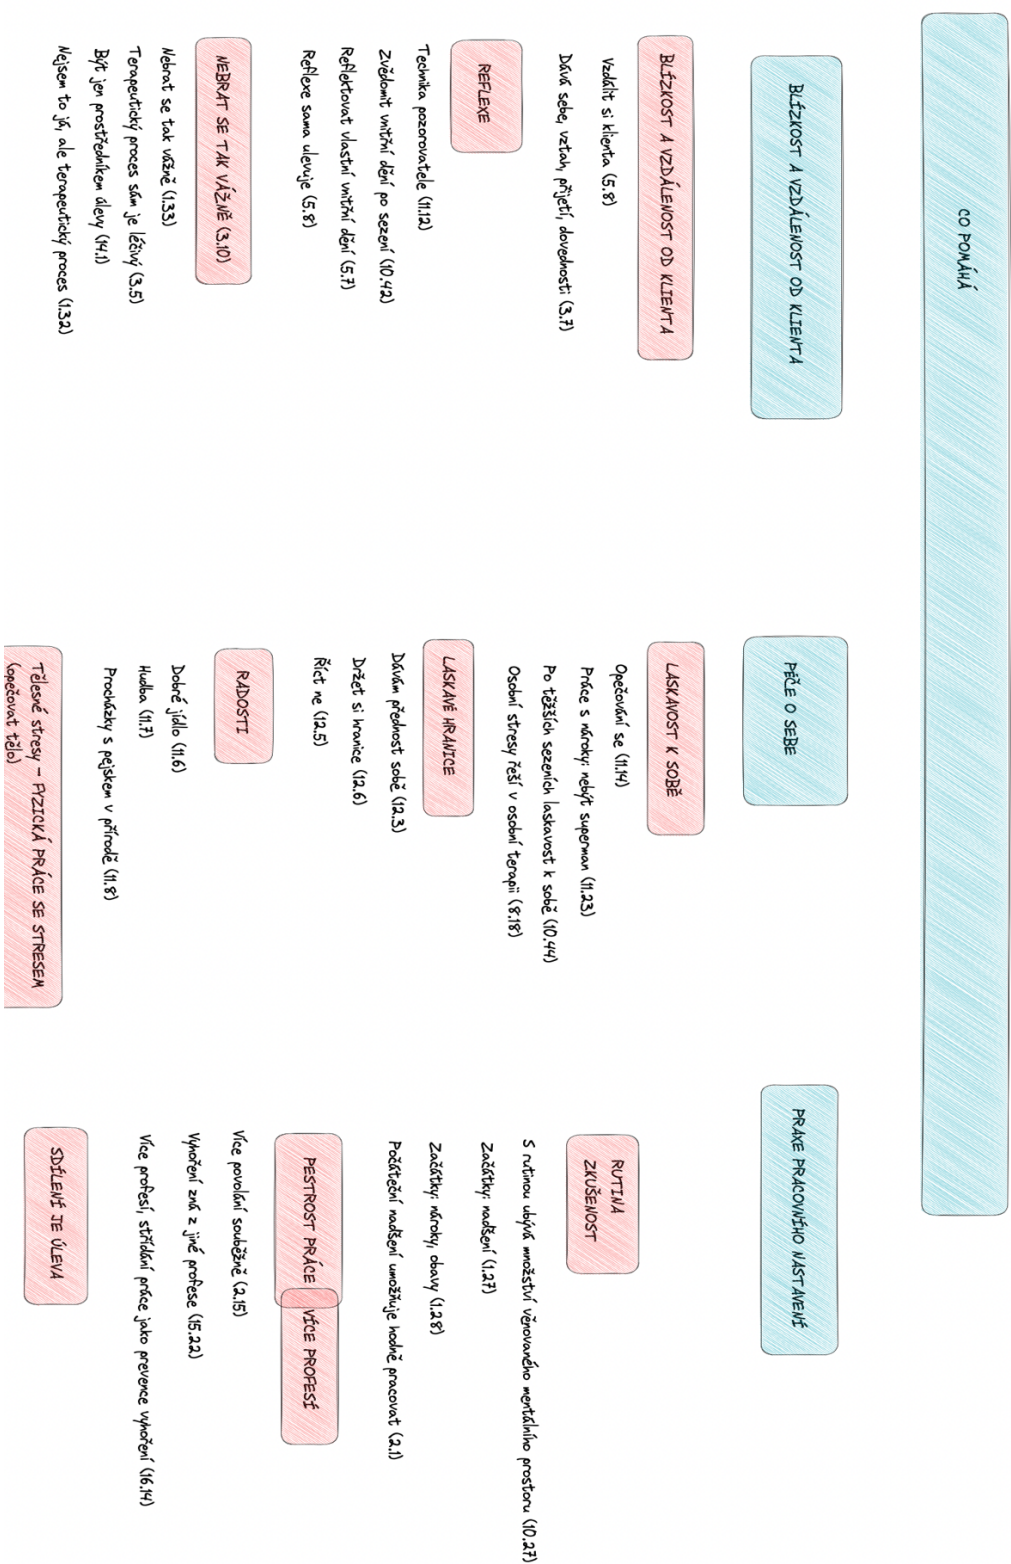 CO POMÁHÁ
BLÍZKOST A VZDÁLENOST OD KLIENTA
BLÍZKOST A VZDÁLENOST OD KLIENTA
Vzdálit si klienta (5.8)
Dává sebe, vztah, přijetí, dovednosti (3.7)
REFLEXE
Technika pozorovatele (11.12)
Zvědomit vnitřní dění po sezení (10.42)
Reflektovat vlastní vnitřní dění (5.7)
Reflexe sama ulevuje (5.8)
NEBRAT SE TAK VÁŽNĚ (3.10)
Nebrat se tak vážně (1.33)
Terapeutický proces sám je léčivý (3.5)
Být jen prostředníkem úlevy (14.1)
Nejsem to já, ale terapeutický proces (1.32)
PÉČE O SEBE
LASKAVOST K SOBĚ
Opečování se (11.14)
Práce s nároky: nebýt superman (11.23)
Po těžších sezeních laskavost k sobě (10.44)
Osobní stresy řeší v osobní terapii (8.18)
LASKAVÉ HRANICE
Dávám přednost sobě (12.3)
Držet si hranice (12.6)
Říct ne (12.5)
RADOSTI
Dobré jídlo (11.6)
Hudba (11.7)
Procházky s pejskem v přírodě (11.8)
Tělesné stresy – FYZICKÁ PRÁCE SE STRESEM
(opečovat tělo)
PRAXE PRACOVNÍHO NASTAVENÍ
RUTINA
ZKUŠENOST
S rutinou ubývá množství věnovaného mentálního prostoru (10.27)
Začátky: nadšení (1.27)
Začátky: nároky, obavy (1.28)
Počáteční nadšení umožňuje hodně pracovat (2.1)
PESTROST PRÁCE
VÍCE PROFESÍ
Více povolání souběžně (2.15)
Vyhoření zná z jiné profese (15.22)
Více profesí, střídání práce jako prevence vyhoření (16.14)
SDÍLENÍ JE ÚLEVA